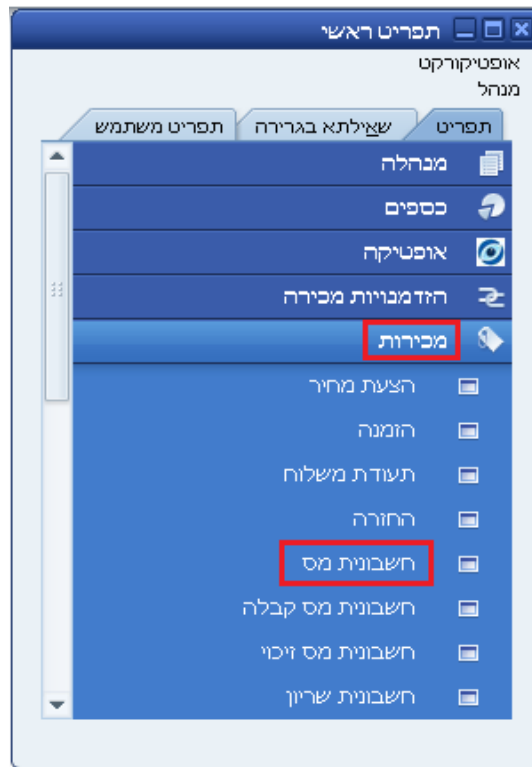 תפריט ראשי
אופטיקורקט
מנהל
תפריט
שאילתא בגרירה
תפריט משתמש
מנהלה
כספים
אופטיקה
הזדמנויות מכירה
מכירות
הצעת מחיר
הזמנה
תעודת משלוח
החזרה
חשבונית מס
חשבונית מס קבלה
חשבונית מס זיכוי
חשבונית שריון